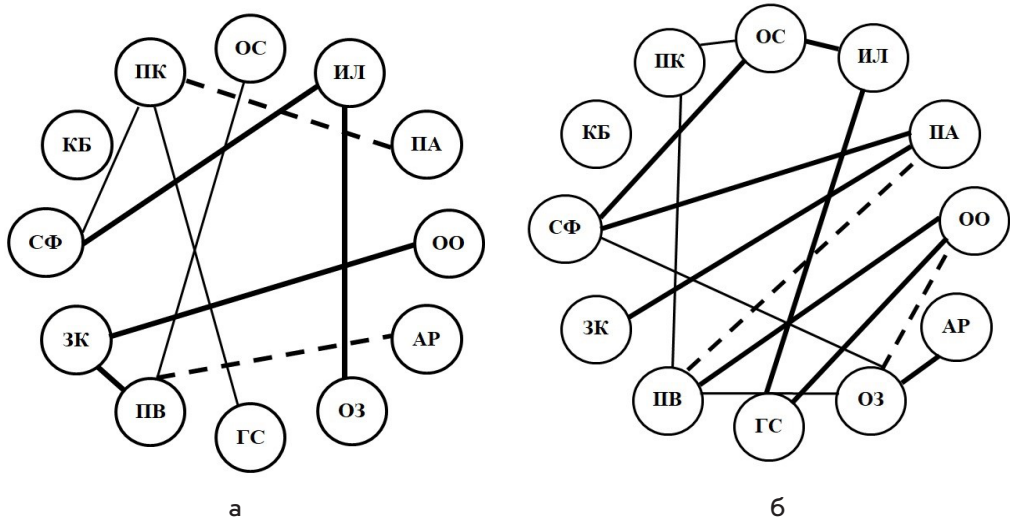 ОС
ПК
ИЛ
КБ
ПА
СФ
ОО
ЗК
АР
ПВ
ОЗ
ГС
а
ОС
ПК
ИЛ
КБ
ПА
СФ
ОО
ЗК
АР
ПВ
ОЗ
ГС
б